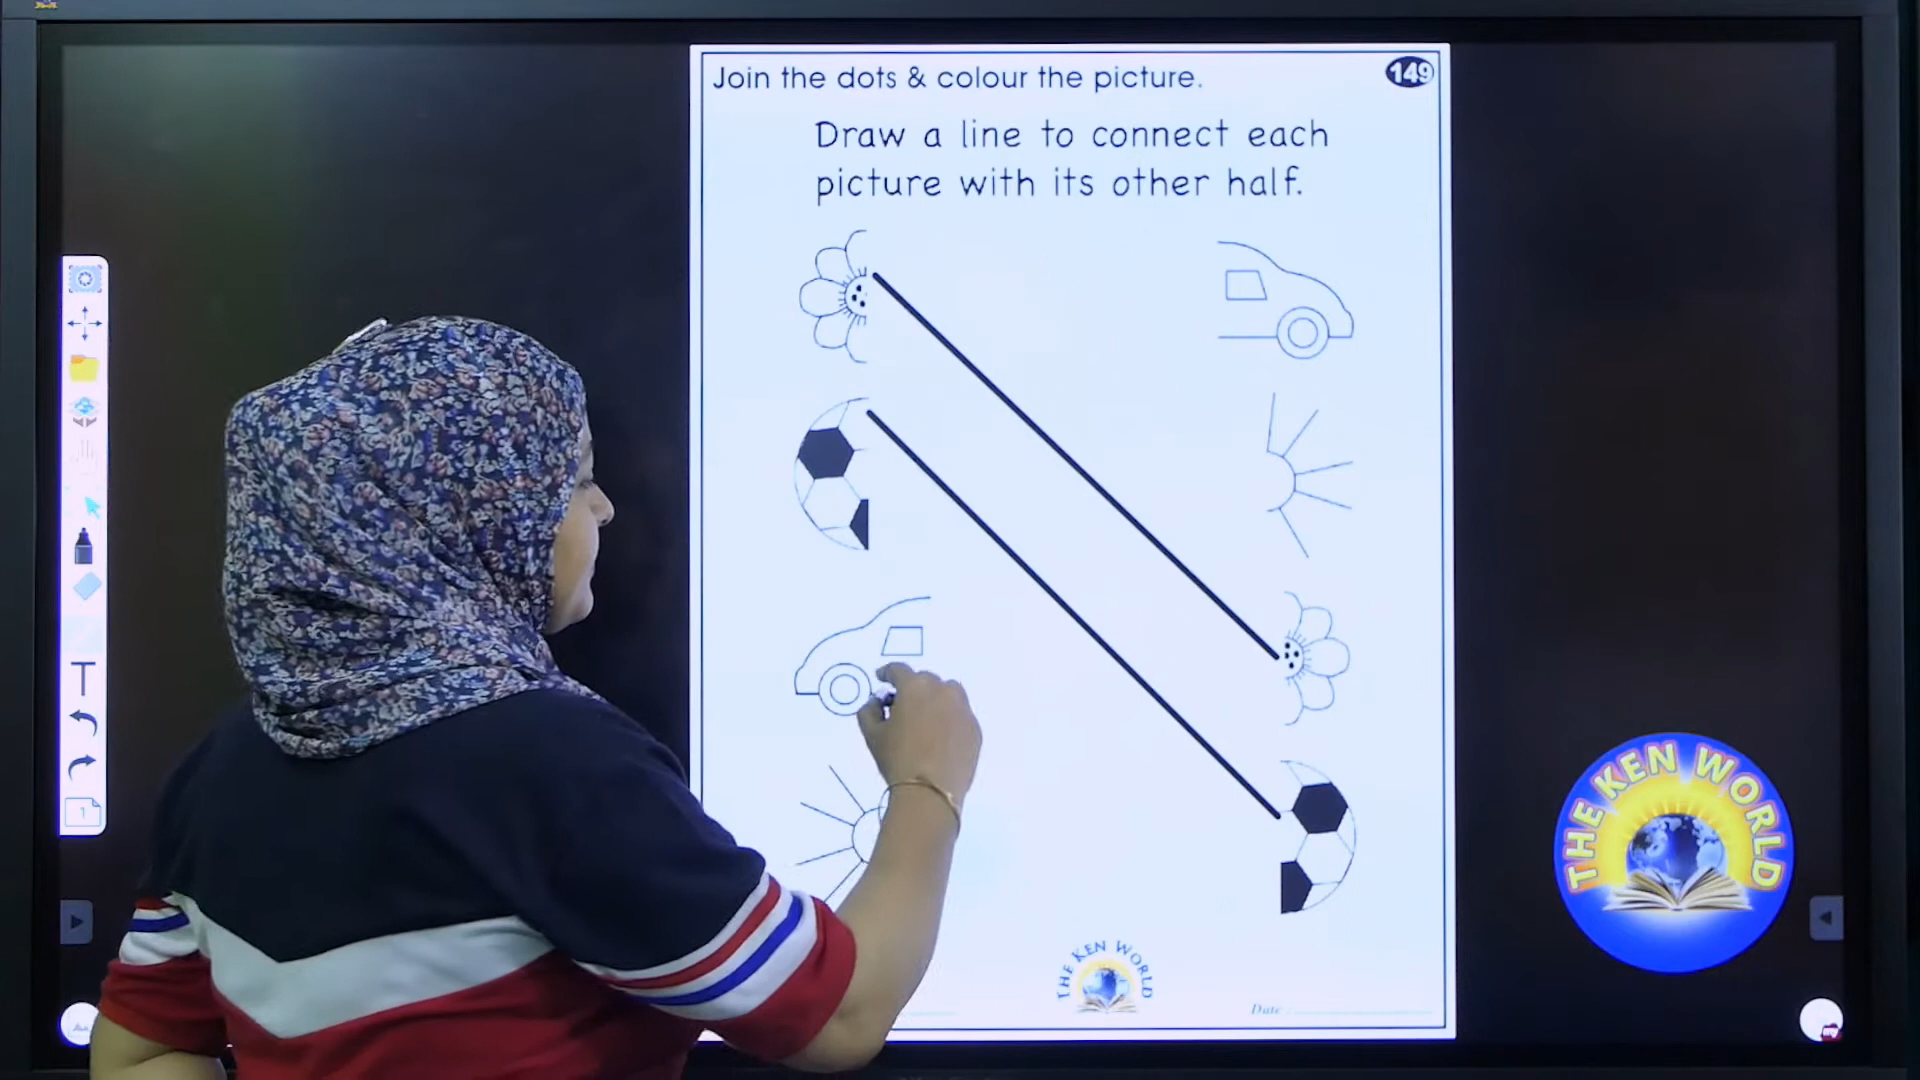 Join the dots & colour the picture.
149
Draw a line to connect each
picture with its other half.
T
1
THE KEN WORLD
THE KEN WORLD
Date :